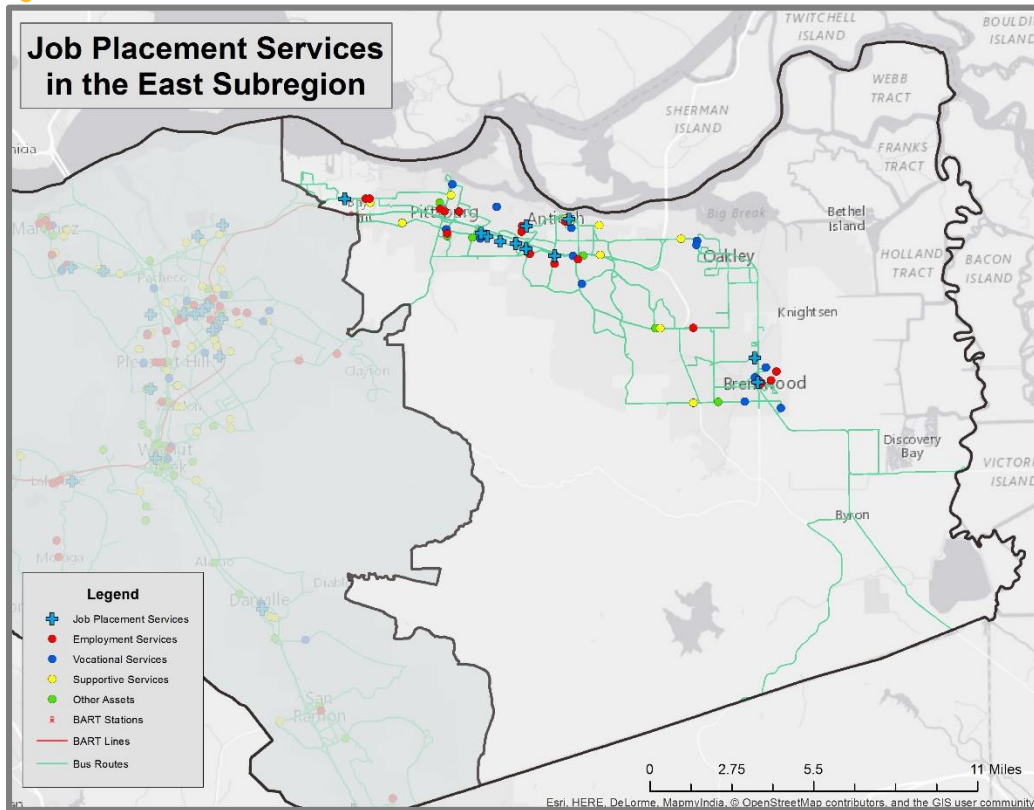 Job Placement Services
in the East Subregion
TWITCHELL
ISLAND
WEBB
TRACT
SHERMAN
ISLAND
FRANKS
TRACT
Pittsburg
Antioch
Big Break
Bethel
Island
Oakley
HOLLAND
TRACT
BACON
ISLAND
Martinez
Pacheco
Knightsen
Pleasant Hill
Clayton
Brentwood
Walnut
Creek
Discovery
Bay
Byron
Moraga
Alamo
Danville
San
Ramon
Legend
Job Placement Services
Employment Services
Vocational Services
Supportive Services
Other Assets
BART Stations
BART Lines
Bus Routes
0 2.75 5.5 11 Miles
Esri, HERE, DeLorme, MapmyIndia, © OpenStreetMap contributors, and the GIS user community